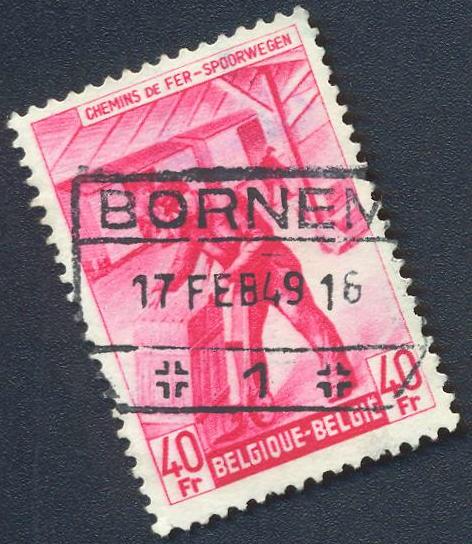 CHEMINS DE FER-SPOORWEGEN
BORNEM
17 FEB 49 16
1
40 Fr
BELGIQUE-BELGIË
40 Fr